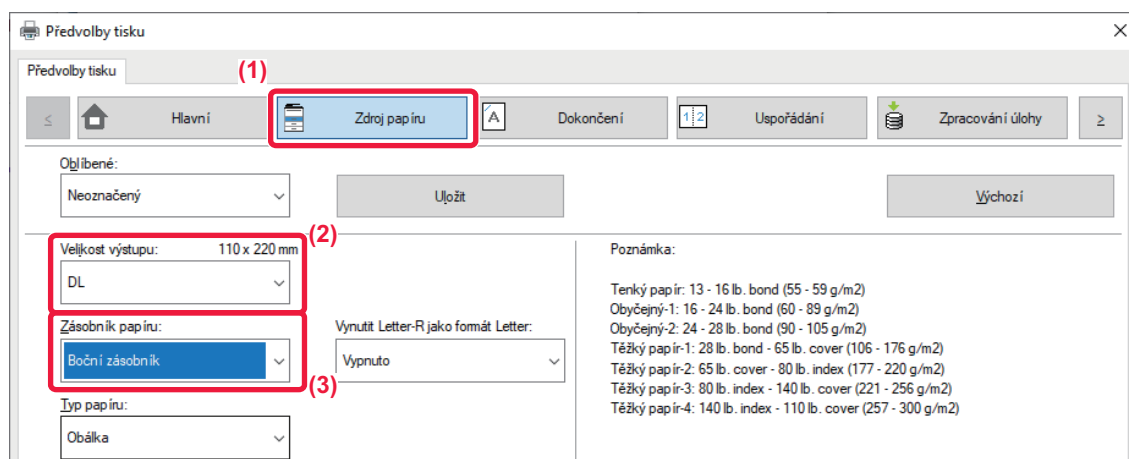 Předvolby tisku
Předvolby tisku
(1)
≤ Hlavní Zdroj papíru A Dokončení 1 2 Uspořádání Zpracování úlohy ≥
Oblíbené:
Neoznačený Uložit Výchozí
(2)
Velikost výstupu: 110 x 220 mm
DL
Zásobník papíru: Vynutit Letter-R jako formát Letter:
Boční zásobník Vypnuto
(3)
Typ papíru:
Obálka
Poznámka:
Tenký papír: 13 - 16 lb. bond (55 - 59 g/m2)
Obyčejný-1: 16 - 24 lb. bond (60 - 89 g/m2)
Obyčejný-2: 24 - 28 lb. bond (90 - 105 g/m2)
Těžký papír-1: 28 lb. bond - 65 lb. cover (106 - 176 g/m2)
Těžký papír-2: 65 lb. cover - 80 lb. index (177 - 220 g/m2)
Těžký papír-3: 80 lb. index - 140 lb. cover (221 - 256 g/m2)
Těžký papír-4: 140 lb. index - 110 lb. cover (257 - 300 g/m2)